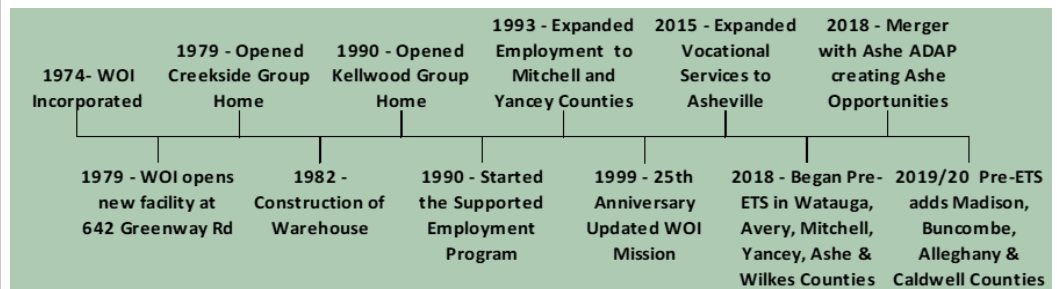 1974- WOI
Incorporated
1979 - WOI opens
new facility at
642 Greenway Rd
1979 - Opened
Creekside Group
Home
1982 -
Construction of
Warehouse
1990 - Opened
Kellwood Group
Home
1990 - Started
the Supported
Employment
Program
1993 - Expanded
Employment to
Mitchell and
Yancey Counties
1999 - 25th
Anniversary
Updated WOI
Mission
2015 - Expanded
Vocational
Services to
Asheville
2018 - Began Pre-
ETS in Watauga,
Avery, Mitchell,
Yancey, Ashe &
Wilkes Counties
2018 - Merger
with Ashe ADAP
creating Ashe
Opportunities
2019/20 Pre-ETS
adds Madison,
Buncombe,
Alleghany &
Caldwell Counties